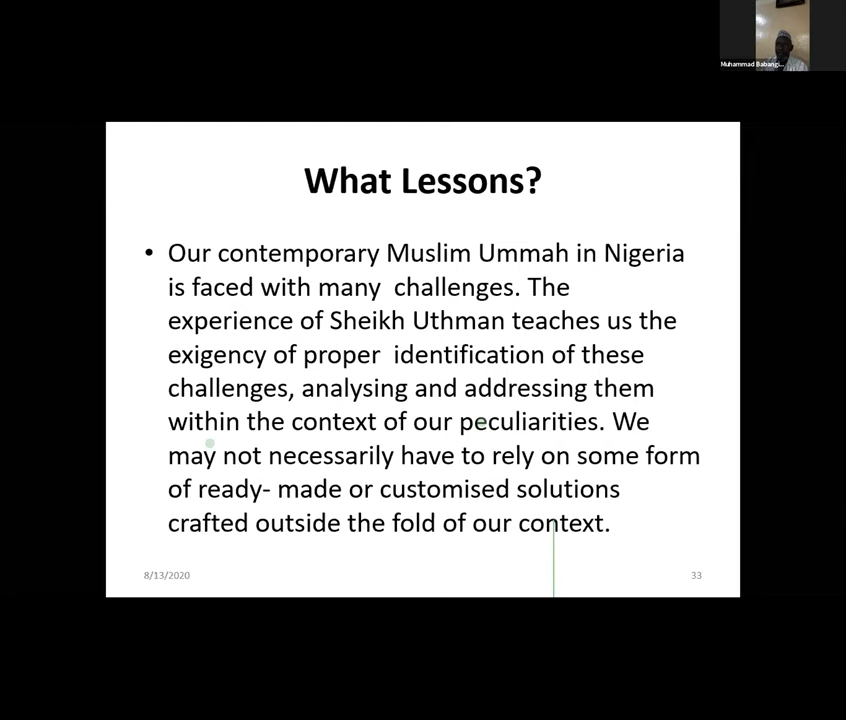 Muhammad Babangi...
What Lessons?
• Our contemporary Muslim Ummah in Nigeria
is faced with many  challenges. The
experience of Sheikh Uthman teaches us the
exigency of proper  identification of these
challenges, analysing and addressing them
within the context of our peculiarities. We
may not necessarily have to rely on some form
of ready- made or customised solutions
crafted outside the fold of our context.
8/13/2020
33